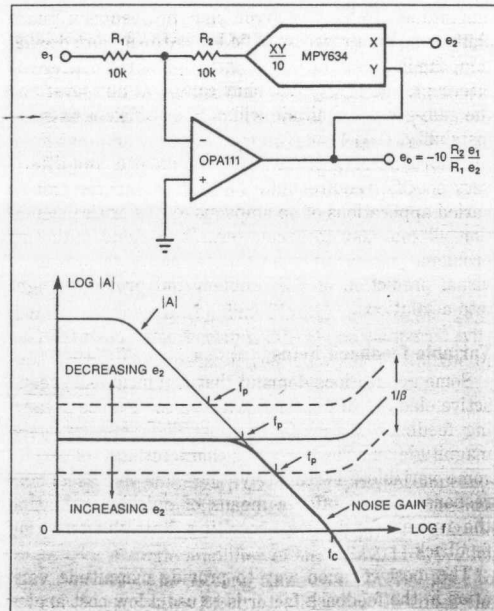 e₁
R₁
10k
R₂
10k
XY
10
MPY634
X
Y
e₂
−
+
OPA111
eₒ = −10 R₂ e₁
R₁ e₂
LOG |A|
|A|
DECREASING e₂
fₚ
1/β
fₚ
fₚ
INCREASING e₂
NOISE GAIN
0
LOG f
f_C